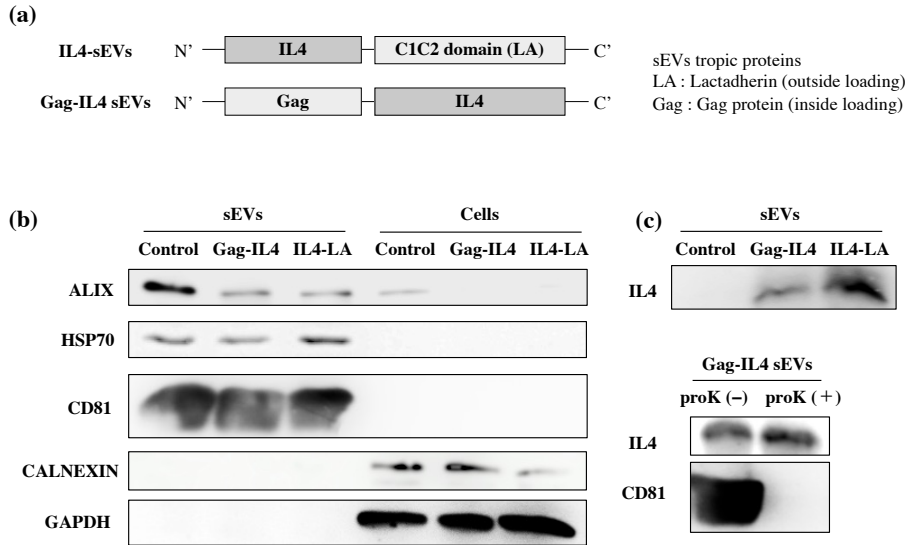 (a)
IL4-sEVs N' IL4 C1C2 domain (LA) C'
Gag-IL4 sEVs N' Gag IL4 C'
sEVs tropic proteins
LA : Lactadherin (outside loading)
Gag : Gag protein (inside loading)
(b)
sEVs Cells
Control Gag-IL4 IL4-LA Control Gag-IL4 IL4-LA
ALIX
HSP70
CD81
CALNEXIN
GAPDH
(c)
sEVs
Control Gag-IL4 IL4-LA
IL4
Gag-IL4 sEVs
proK (−) proK (+)
IL4
CD81